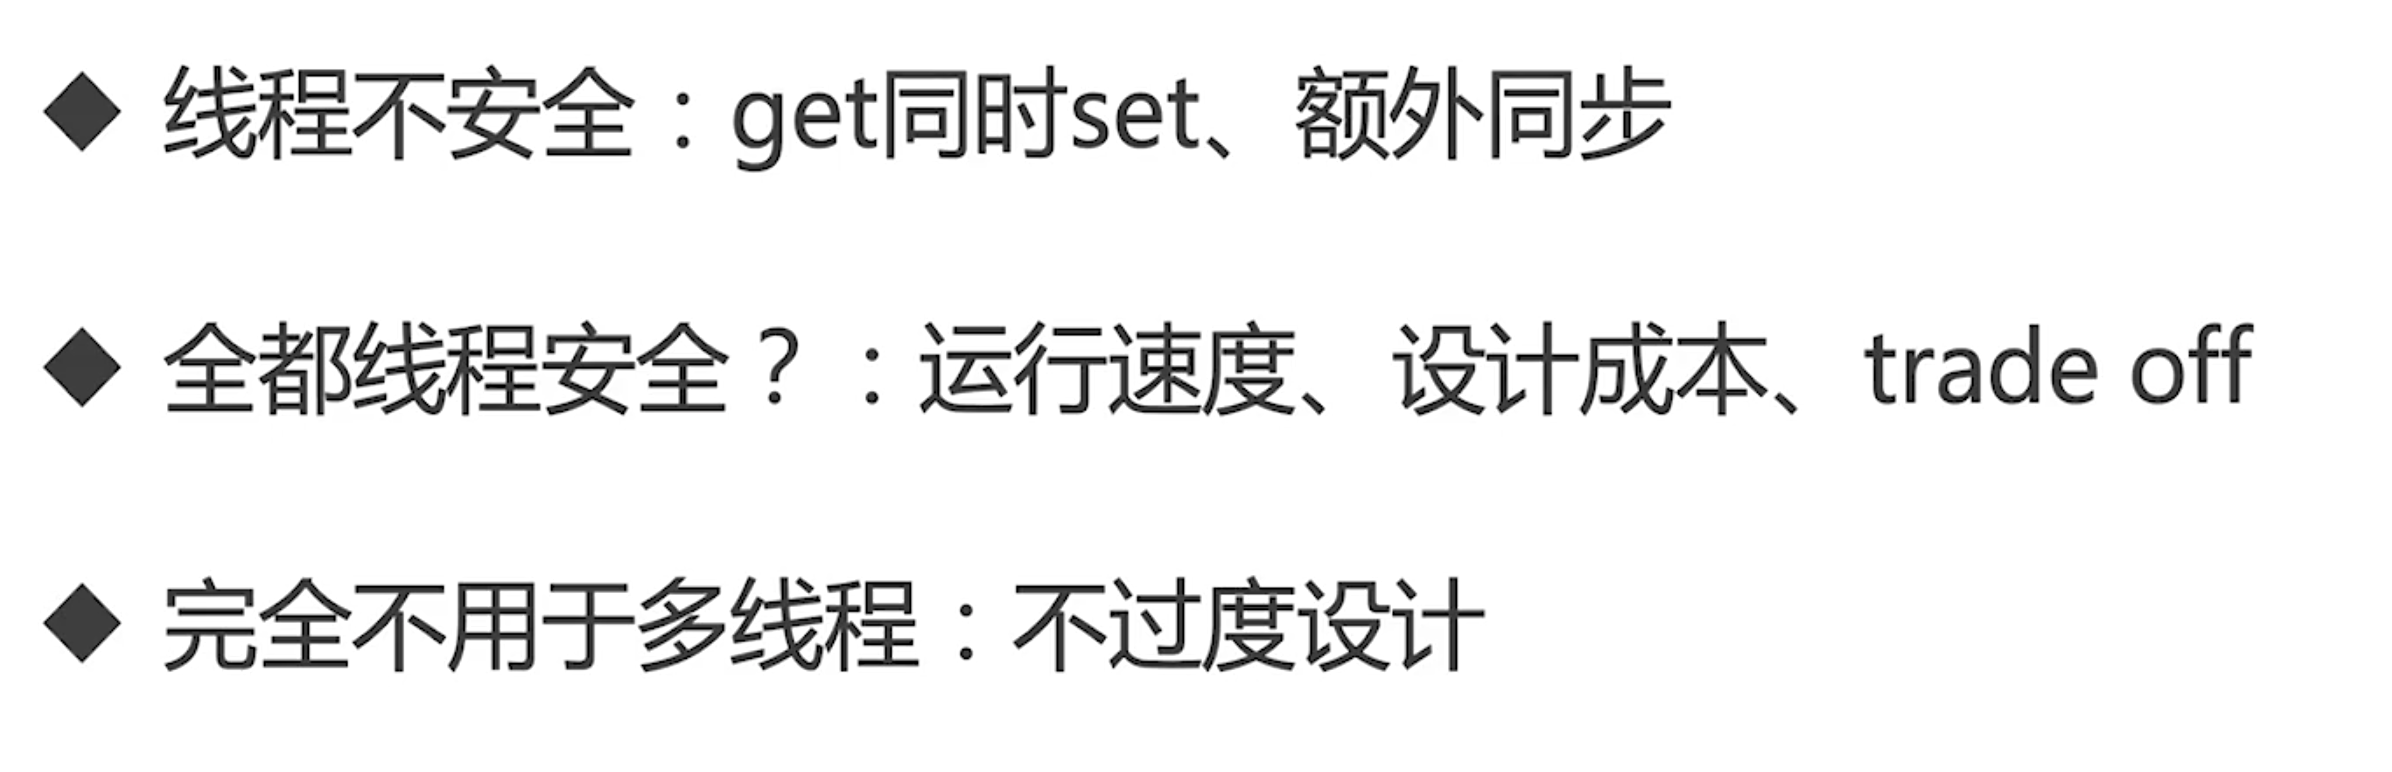 ◆ 线程不安全：get同时set、额外同步
◆ 全都线程安全？：运行速度、设计成本、trade off
◆ 完全不用于多线程：不过度设计